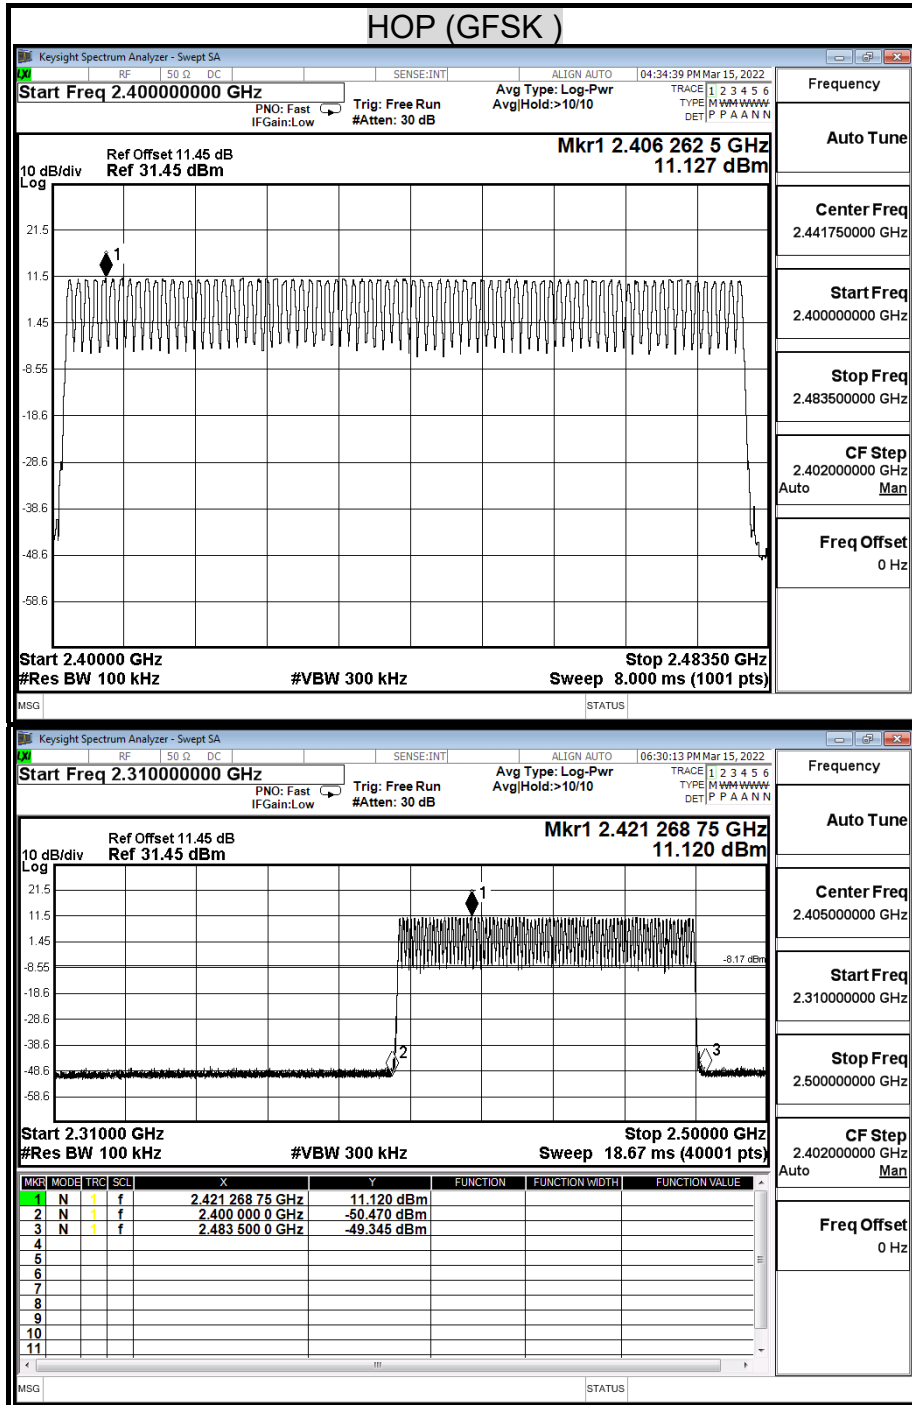 HOP (GFSK )
Keysight Spectrum Analyzer - Swept SA
LXI RF 50 Ω DC SENSE:INT ALIGN AUTO 04:34:39 PM Mar 15, 2022
Start Freq 2.400000000 GHz
PNO: Fast
IFGain:Low
Trig: Free Run
#Atten: 30 dB
Avg Type: Log-Pwr
Avg|Hold:>10/10
TRACE 1 2 3 4 5 6
TYPE M WM WWWW
DET P P A A N N
Ref Offset 11.45 dB
10 dB/div Ref 31.45 dBm
Log
Mkr1 2.406 262 5 GHz
11.127 dBm
21.5
1
11.5
1.45
-8.55
-18.6
-28.6
-38.6
-48.6
-58.6
Start 2.40000 GHz Stop 2.48350 GHz
#Res BW 100 kHz #VBW 300 kHz Sweep 8.000 ms (1001 pts)
MSG STATUS
Frequency
Auto Tune
Center Freq
2.441750000 GHz
Start Freq
2.400000000 GHz
Stop Freq
2.483500000 GHz
CF Step
2.402000000 GHz
Auto Man
Freq Offset
0 Hz
Keysight Spectrum Analyzer - Swept SA
LXI RF 50 Ω DC SENSE:INT ALIGN AUTO 06:30:13 PM Mar 15, 2022
Start Freq 2.310000000 GHz
PNO: Fast
IFGain:Low
Trig: Free Run
#Atten: 30 dB
Avg Type: Log-Pwr
Avg|Hold:>10/10
TRACE 1 2 3 4 5 6
TYPE M WM WWWW
DET P P A A N N
Ref Offset 11.45 dB
10 dB/div Ref 31.45 dBm
Log
Mkr1 2.421 268 75 GHz
11.120 dBm
21.5
1
11.5
1.45
-8.55
-8.17 dBm
-18.6
-28.6
-38.6
2
3
-48.6
-58.6
Start 2.31000 GHz Stop 2.50000 GHz
#Res BW 100 kHz #VBW 300 kHz Sweep 18.67 ms (40001 pts)
MKR MODE TRC SCL X Y FUNCTION FUNCTION WIDTH FUNCTION VALUE
1 N 1 f 2.421 268 75 GHz 11.120 dBm
2 N 1 f 2.400 000 0 GHz -50.470 dBm
3 N 1 f 2.483 500 0 GHz -49.345 dBm
4
5
6
7
8
9
10
11
MSG STATUS
Frequency
Auto Tune
Center Freq
2.405000000 GHz
Start Freq
2.310000000 GHz
Stop Freq
2.500000000 GHz
CF Step
2.402000000 GHz
Auto Man
Freq Offset
0 Hz